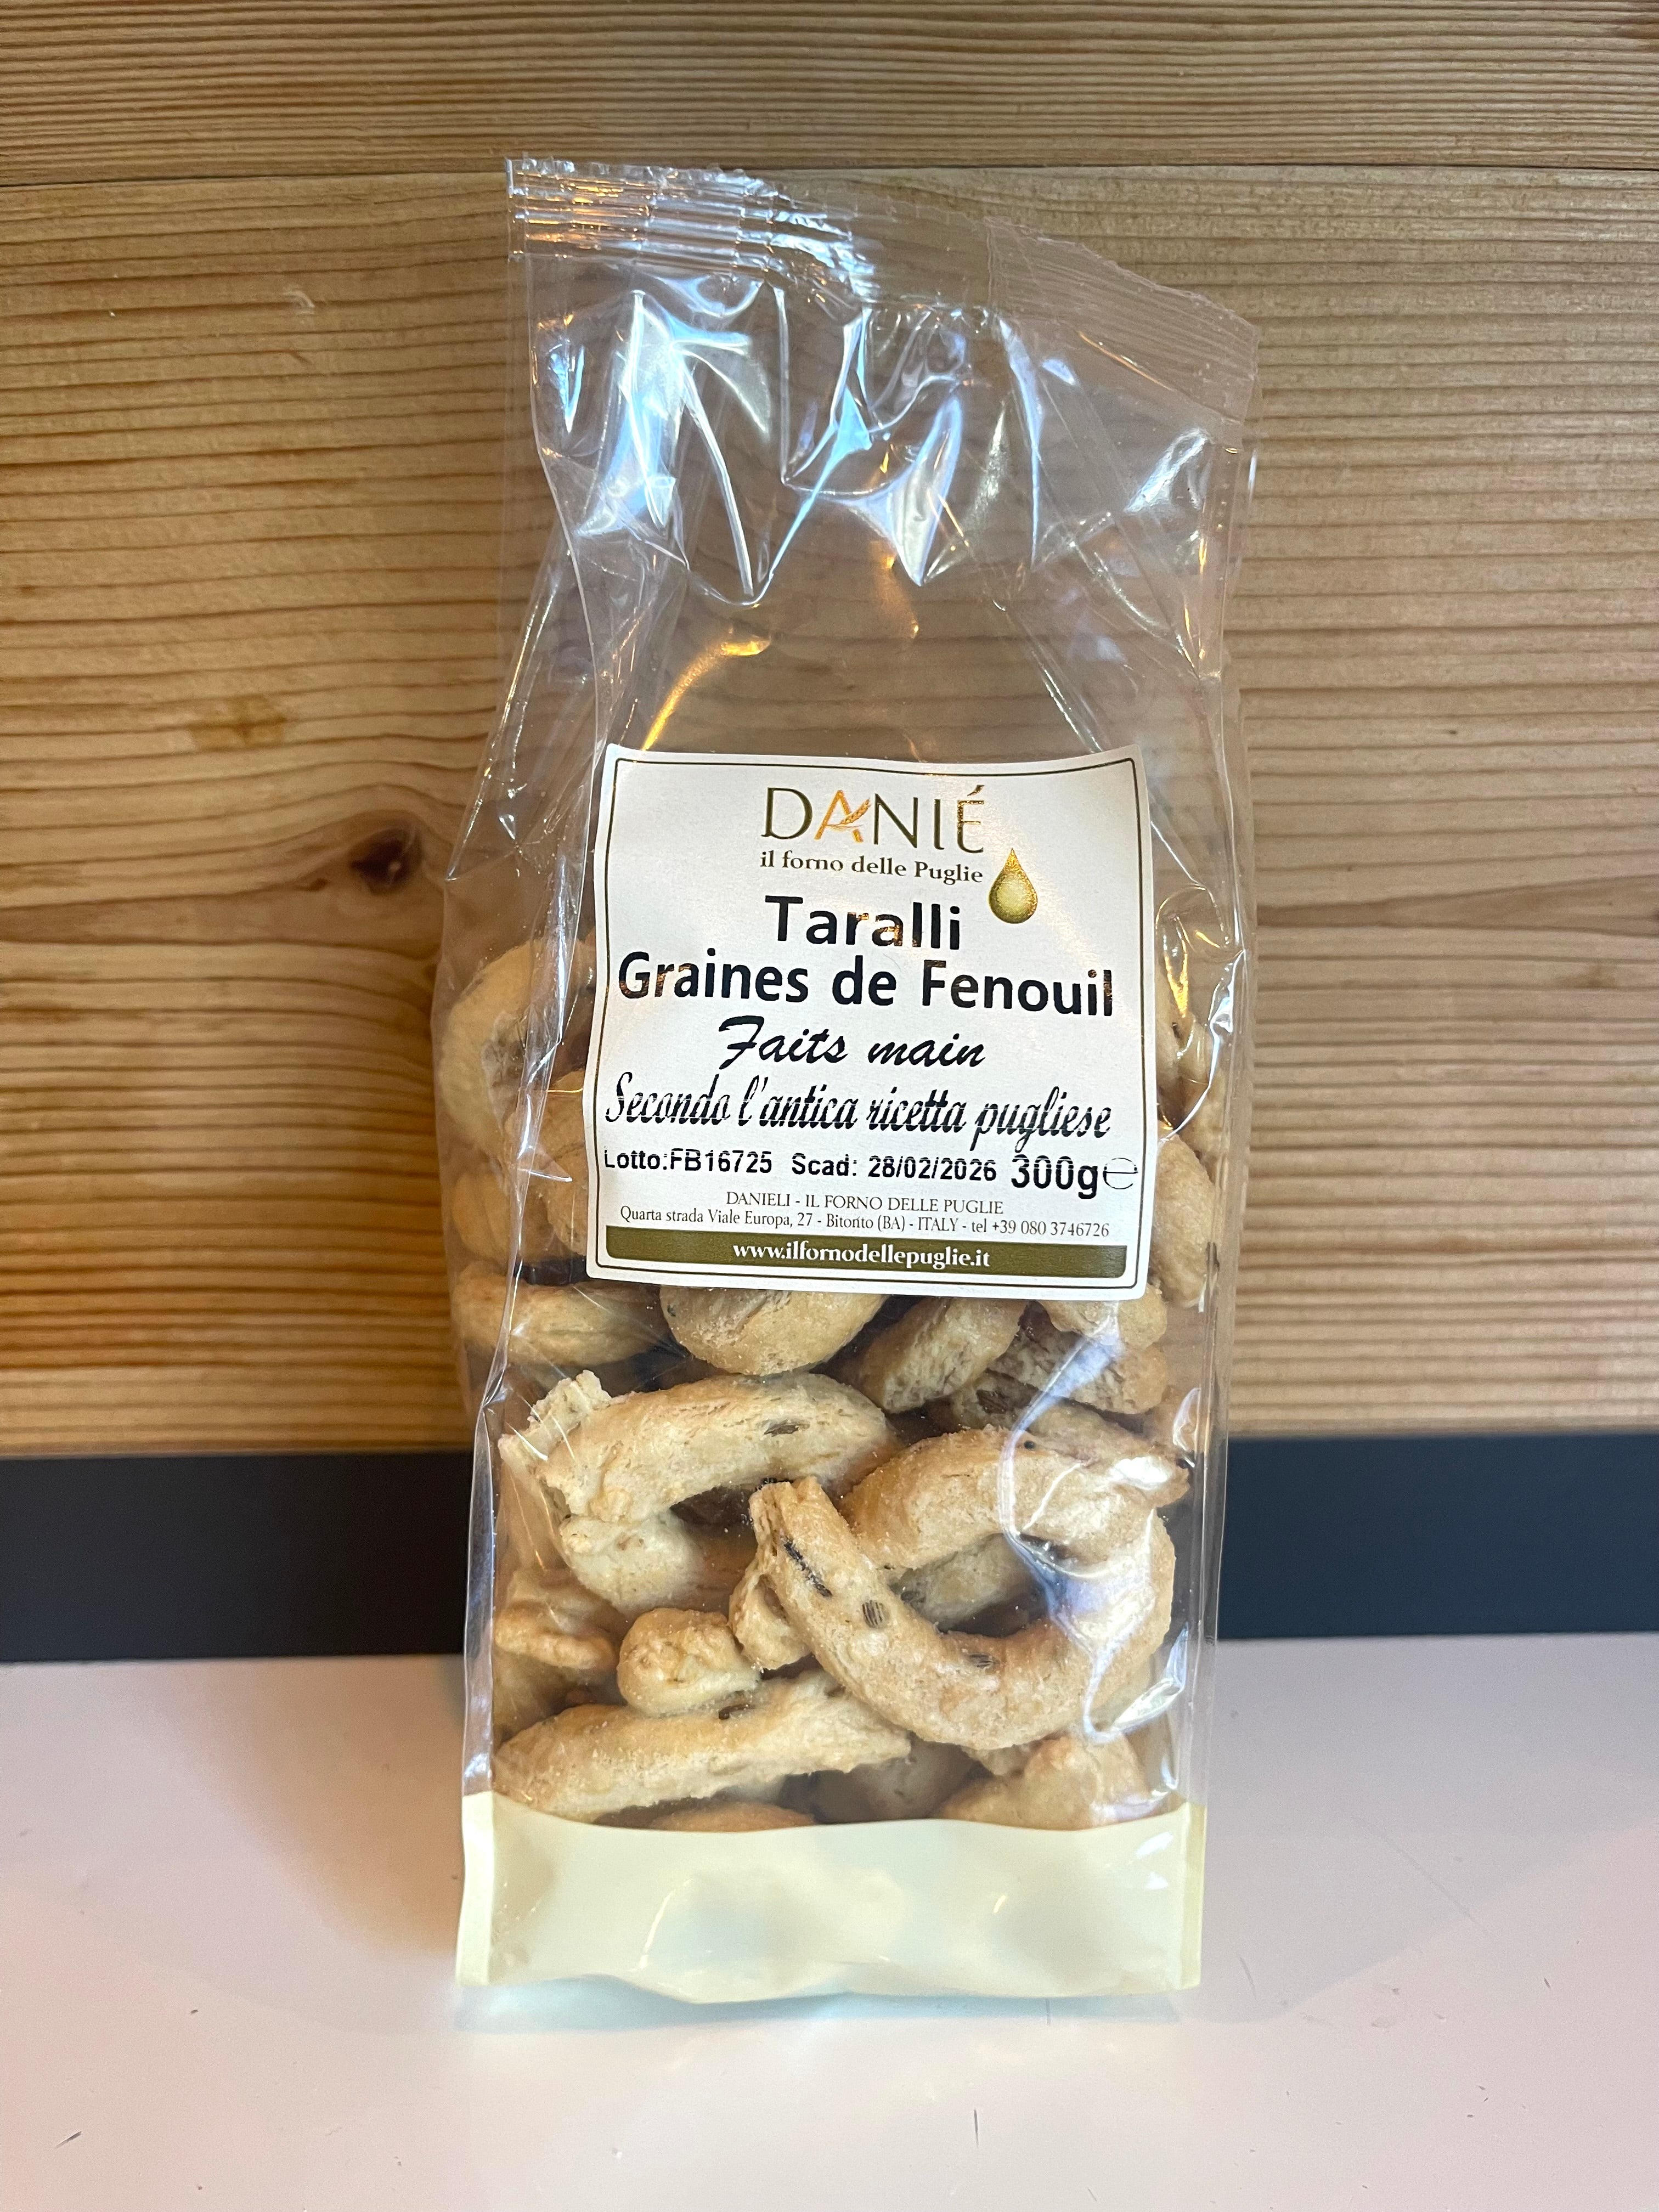 DANIÉ
il forno delle Puglie
Taralli
Graines de Fenouil
Faits main
Secondo l'antica ricetta pugliese
Lotto:FB16725 Scad: 28/02/2026 300g℮
DANIELI - IL FORNO DELLE PUGLIE
Quarta strada Viale Europa, 27 - Bitonto (BA) - ITALY - tel +39 080 3746726
www.ilfornodellepuglie.it